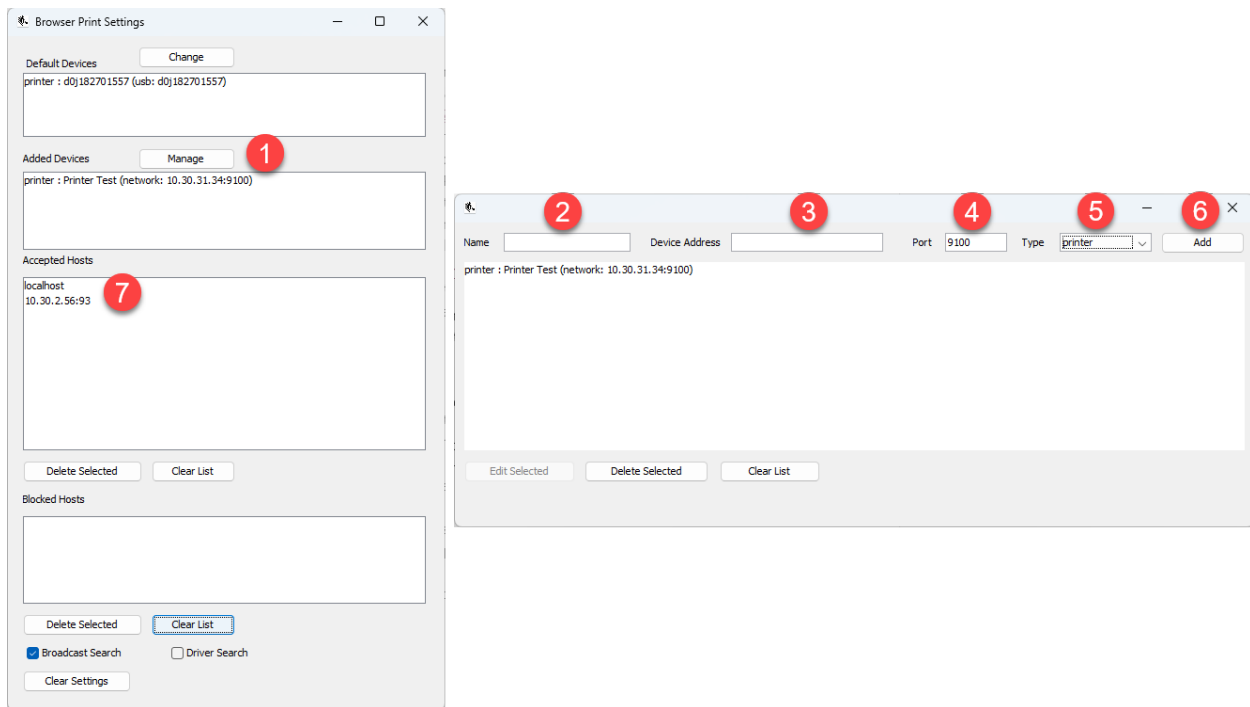 Browser Print Settings
Default Devices
Change
printer : d0j182701557 (usb: d0j182701557)
Added Devices
Manage
1
printer : Printer Test (network: 10.30.31.34:9100)
Accepted Hosts
localhost
10.30.2.56:93
7
Delete Selected
Clear List
Blocked Hosts
Delete Selected
Clear List
Broadcast Search
Driver Search
Clear Settings
2
3
4
5
6
Name
Device Address
Port
9100
Type
printer
Add
printer : Printer Test (network: 10.30.31.34:9100)
Edit Selected
Delete Selected
Clear List